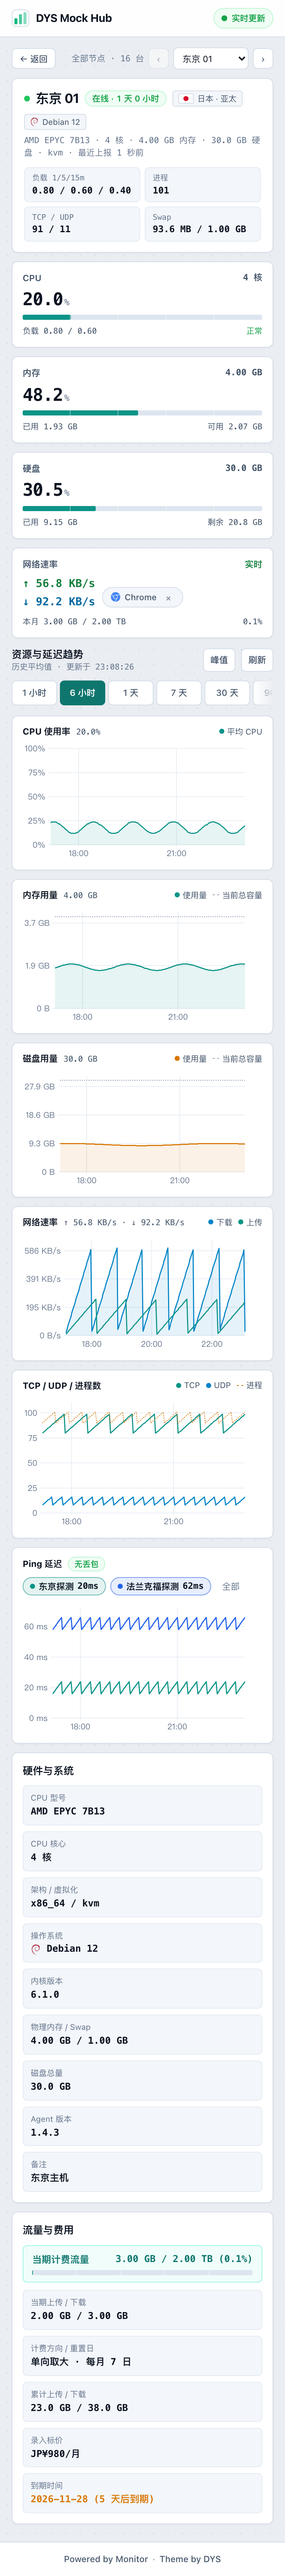 DYS Mock Hub
实时更新
← 返回
全部节点 · 16 台
‹
东京 01
›
东京 01
在线 · 1 天 0 小时
日本 · 亚太
Debian 12
AMD EPYC 7B13 · 4 核 · 4.00 GB 内存 · 30.0 GB 硬
盘 · kvm · 最近上报 1 秒前
负载 1/5/15m
0.80 / 0.60 / 0.40
进程
101
TCP / UDP
91 / 11
Swap
93.6 MB / 1.00 GB
CPU
4 核
20.0%
负载 0.80 / 0.60
正常
内存
4.00 GB
48.2%
已用 1.93 GB
可用 2.07 GB
硬盘
30.0 GB
30.5%
已用 9.15 GB
剩余 20.8 GB
网络速率
实时
↑ 56.8 KB/s
↓ 92.2 KB/s
Chrome ×
本月 3.00 GB / 2.00 TB
0.1%
资源与延迟趋势
历史平均值 · 更新于 23:08:26
峰值
刷新
1 小时
6 小时
1 天
7 天
30 天
CPU 使用率 20.0%
平均 CPU
100%
75%
50%
25%
0%
18:00
21:00
内存用量 4.00 GB
使用量
-- 当前总容量
3.7 GB
1.9 GB
0 B
18:00
21:00
磁盘用量 30.0 GB
使用量
-- 当前总容量
27.9 GB
18.6 GB
9.3 GB
0 B
18:00
21:00
网络速率 ↑ 56.8 KB/s · ↓ 92.2 KB/s
下载
上传
586 KB/s
391 KB/s
195 KB/s
0 B/s
18:00
20:00
22:00
TCP / UDP / 进程数
TCP
UDP
-- 进程
100
75
50
25
0
18:00
21:00
Ping 延迟
无丢包
东京探测 20ms
法兰克福探测 62ms
全部
60 ms
40 ms
20 ms
0 ms
18:00
21:00
硬件与系统
CPU 型号
AMD EPYC 7B13
CPU 核心
4 核
架构 / 虚拟化
x86_64 / kvm
操作系统
Debian 12
内核版本
6.1.0
物理内存 / Swap
4.00 GB / 1.00 GB
磁盘总量
30.0 GB
Agent 版本
1.4.3
备注
东京主机
流量与费用
当期计费流量
3.00 GB / 2.00 TB (0.1%)
当期上传 / 下载
2.00 GB / 3.00 GB
计费方向 / 重置日
单向取大 · 每月 7 日
累计上传 / 下载
23.0 GB / 38.0 GB
录入标价
JP¥980/月
到期时间
2026-11-28 (5 天后到期)
Powered by Monitor · Theme by DYS